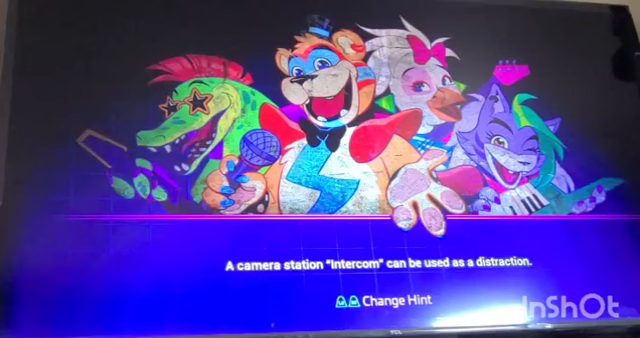 A camera station "Intercom" can be used as a distraction.
Change Hint
InShOt